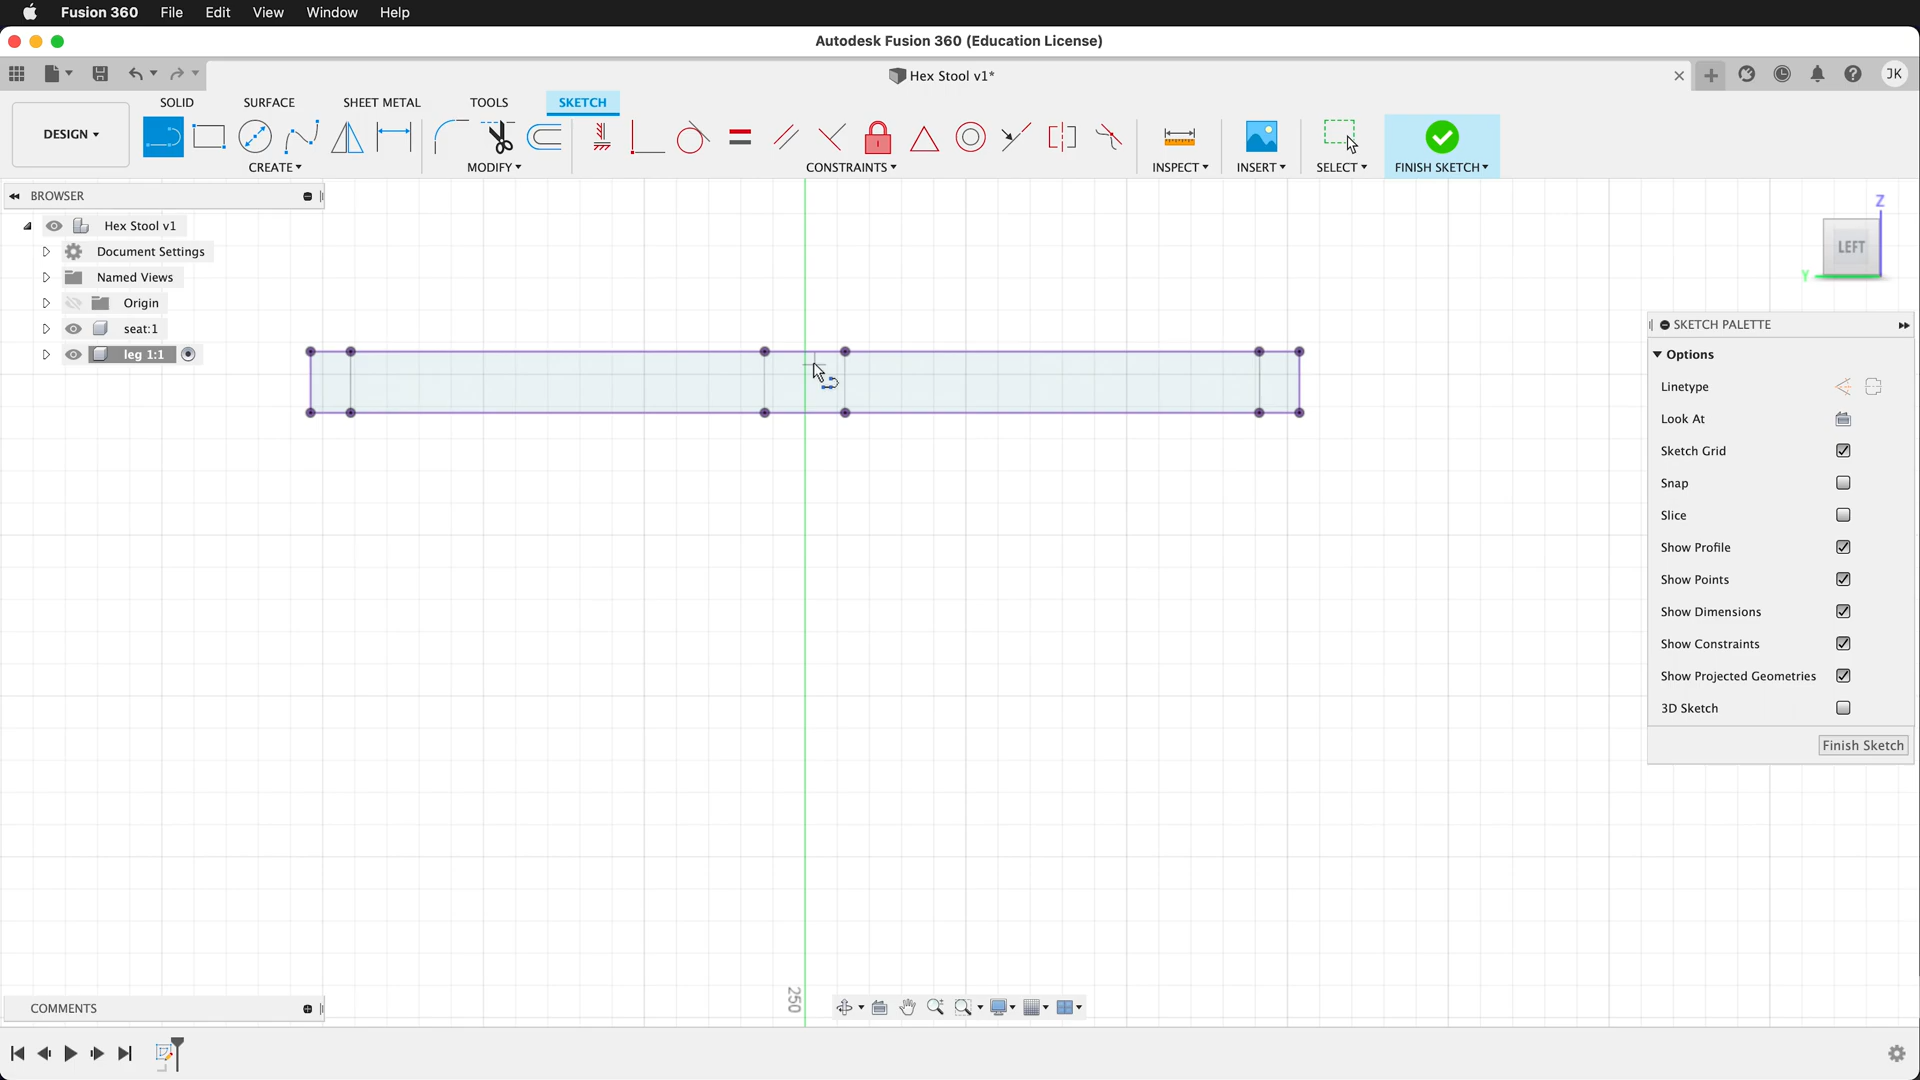 Fusion 360 File Edit View Window Help
Autodesk Fusion 360 (Education License)
Hex Stool v1*
JK
SOLID SURFACE SHEET METAL TOOLS SKETCH
DESIGN
CREATE MODIFY CONSTRAINTS INSPECT INSERT SELECT FINISH SKETCH
BROWSER
Hex Stool v1
Document Settings
Named Views
Origin
seat:1
leg 1:1
Z
LEFT
Y
SKETCH PALETTE
Options
Linetype
Look At
Sketch Grid
Snap
Slice
Show Profile
Show Points
Show Dimensions
Show Constraints
Show Projected Geometries
3D Sketch
Finish Sketch
250
COMMENTS